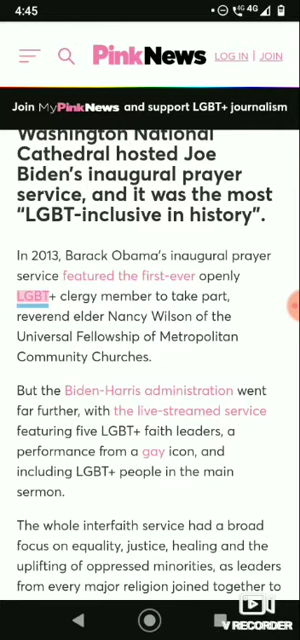 4:45
4G 4G
PinkNews LOG IN | JOIN
Join MyPinkNews and support LGBT+ journalism
Washington National
Cathedral hosted Joe
Biden's inaugural prayer
service, and it was the most
"LGBT-inclusive in history".
In 2013, Barack Obama's inaugural prayer
service featured the first-ever openly
LGBT+ clergy member to take part,
reverend elder Nancy Wilson of the
Universal Fellowship of Metropolitan
Community Churches.
But the Biden-Harris administration went
far further, with the live-streamed service
featuring five LGBT+ faith leaders, a
performance from a gay icon, and
including LGBT+ people in the main
sermon.
The whole interfaith service had a broad
focus on equality, justice, healing and the
uplifting of oppressed minorities, as leaders
from every major religion joined together to
V RECORDER